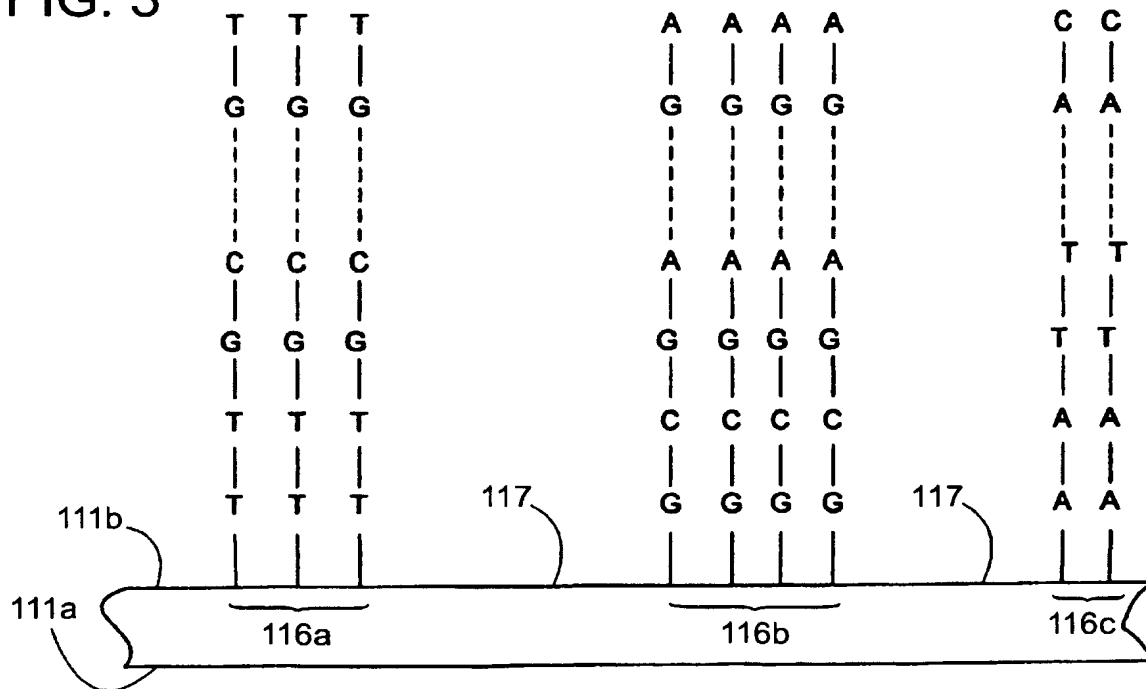 FIG. 3
T T T A A A A C C
G G G G G G G A A
C C C A A A A T T
G G G G G G G T T
T T T C C C C A A
T T T G G G G A A
111b 117 117
111a 116a 116b 116c